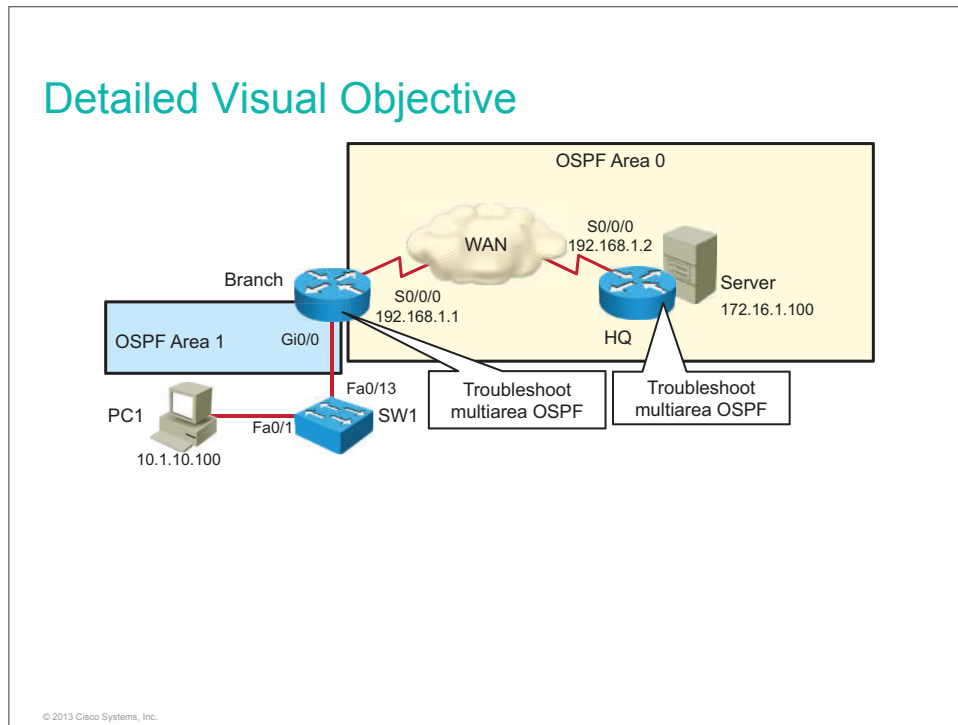 Detailed Visual Objective
OSPF Area 0
S0/0/0
192.168.1.2
WAN
Branch
Server
S0/0/0
192.168.1.1
172.16.1.100
OSPF Area 1
Gi0/0
HQ
Fa0/13
Troubleshoot
multiarea OSPF
Troubleshoot
multiarea OSPF
PC1
SW1
Fa0/1
10.1.10.100
© 2013 Cisco Systems, Inc.